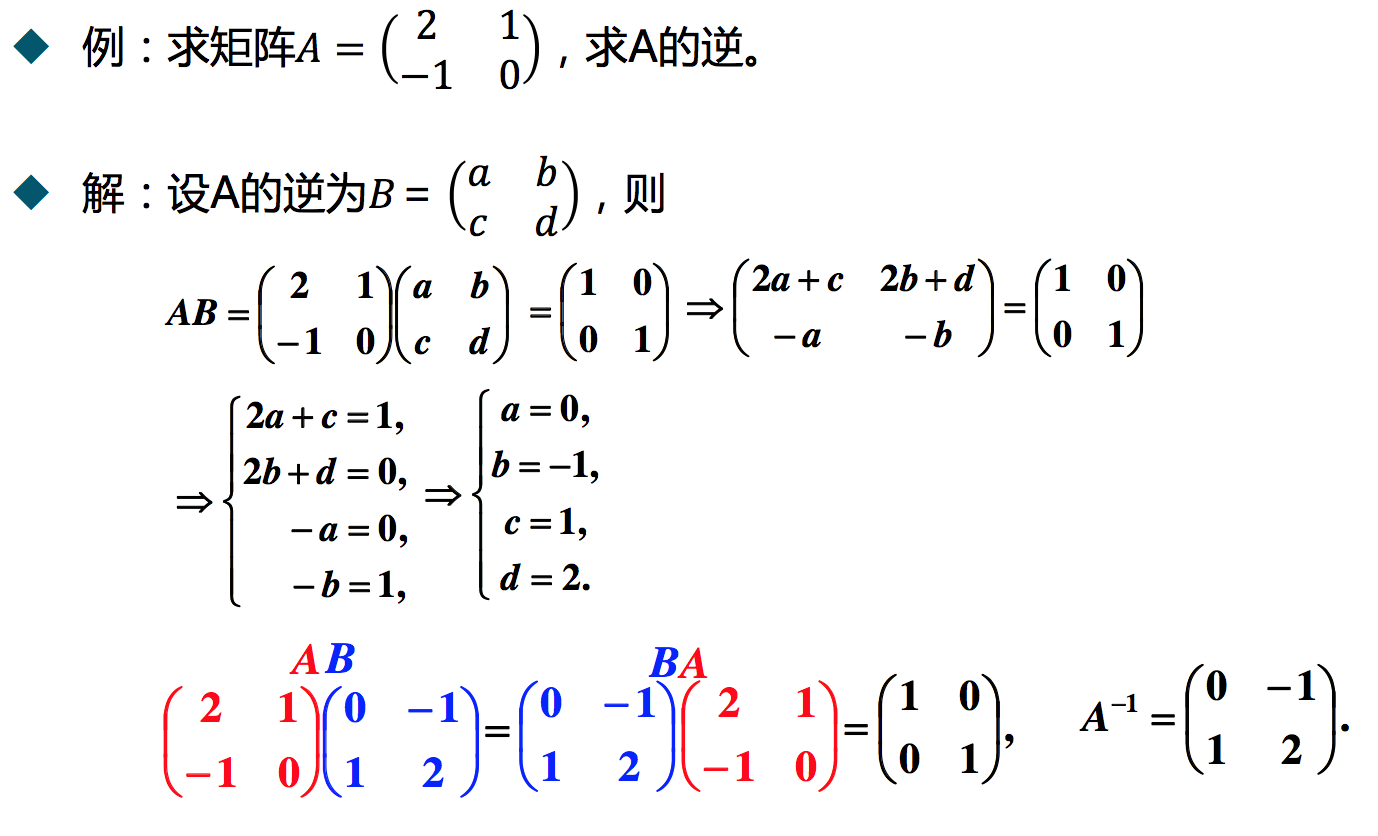 ◆ 例：求矩阵A = ( 2 1
-1 0 )，求A的逆。
◆ 解：设A的逆为B = ( a b
c d )，则
AB = ( 2 1
-1 0 ) ( a b
c d ) = ( 1 0
0 1 ) ⇒ ( 2a + c 2b + d
-a -b ) = ( 1 0
0 1 )
⇒ { 2a + c = 1,
2b + d = 0,
-a = 0,
-b = 1,
⇒ { a = 0,
b = -1,
c = 1,
d = 2.
A B
B A
( 2 1
-1 0 ) ( 0 -1
1 2 ) = ( 0 -1
1 2 ) ( 2 1
-1 0 ) = ( 1 0
0 1 ),
A⁻¹ = ( 0 -1
1 2 ).